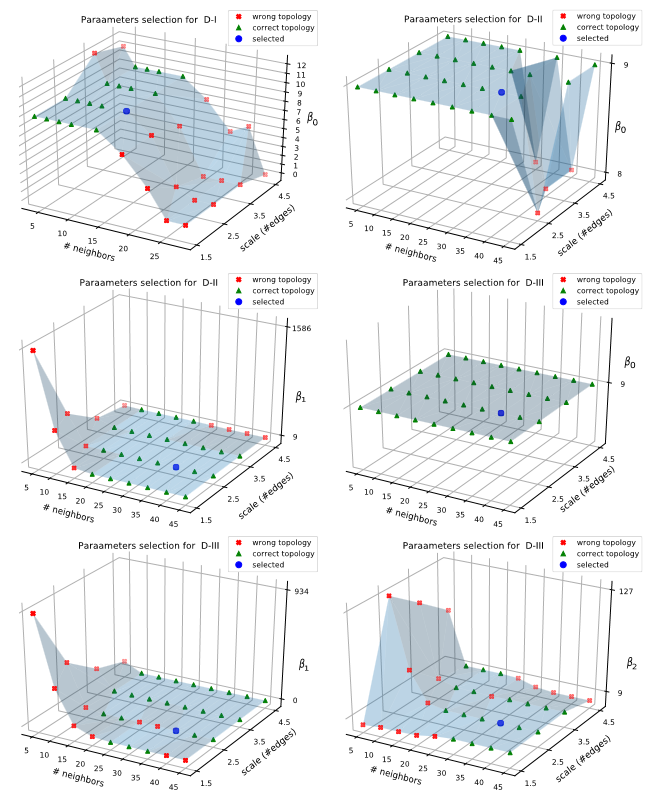 Paraameters selection for D-I
wrong topology
correct topology
selected
12
11
10
9
8
7
6
5
4
3
2
1
0
β0
5
10
15
20
25
# neighbors
1.5
2.5
3.5
4.5
scale (#edges)
Paraameters selection for D-II
wrong topology
correct topology
selected
9
8
β0
5
10
15
20
25
30
35
40
45
# neighbors
1.5
2.5
3.5
4.5
scale (#edges)
Paraameters selection for D-II
wrong topology
correct topology
selected
1586
9
β1
5
10
15
20
25
30
35
40
45
# neighbors
1.5
2.5
3.5
4.5
scale (#edges)
Paraameters selection for D-III
wrong topology
correct topology
selected
9
β0
5
10
15
20
25
30
35
40
45
# neighbors
1.5
2.5
3.5
4.5
scale (#edges)
Paraameters selection for D-III
wrong topology
correct topology
selected
934
0
β1
5
10
15
20
25
30
35
40
45
# neighbors
1.5
2.5
3.5
4.5
scale (#edges)
Paraameters selection for D-III
wrong topology
correct topology
selected
127
9
β2
5
10
15
20
25
30
35
40
45
# neighbors
1.5
2.5
3.5
4.5
scale (#edges)